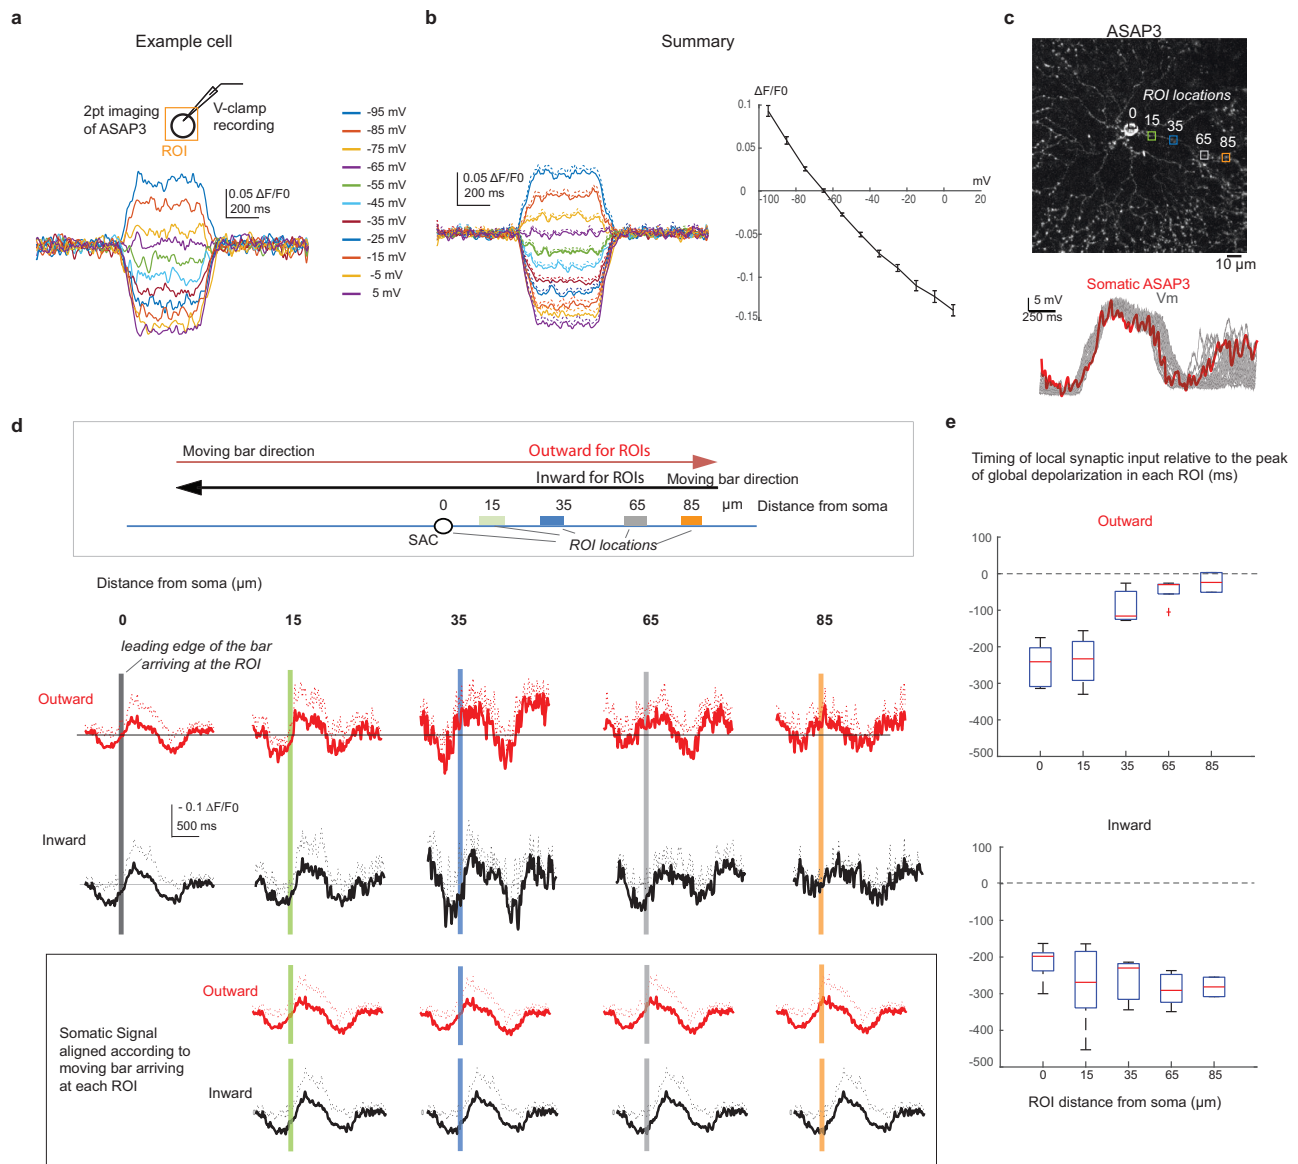 a
Example cell
2pt imaging
of ASAP3
V-clamp
recording
ROI
0.05 ΔF/F0
200 ms
-95 mV
-85 mV
-75 mV
-65 mV
-55 mV
-45 mV
-35 mV
-25 mV
-15 mV
-5 mV
5 mV
b
Summary
0.05 ΔF/F0
200 ms
ΔF/F0
0.1
0.05
0
-0.05
-0.1
-0.15
mV
-100 -80 -60 -40 -20 0 20
c
ASAP3
ROI locations
0 15 35 65 85
10 µm
Somatic ASAP3
Vm
5 mV
250 ms
d
Moving bar direction
Outward for ROIs
Inward for ROIs
Moving bar direction
0 15 35 65 85 µm Distance from soma
SAC
ROI locations
Distance from soma (µm)
0 15 35 65 85
leading edge of the bar
arriving at the ROI
Outward
- 0.1 ΔF/F0
500 ms
Inward
Somatic Signal
aligned according to
moving bar arriving
at each ROI
Outward
Inward
e
Timing of local synaptic input relative to the peak
of global depolarization in each ROI (ms)
Outward
100
0
-100
-200
-300
-400
-500
0 15 35 65 85
Inward
100
0
-100
-200
-300
-400
-500
0 15 35 65 85
ROI distance from soma (µm)